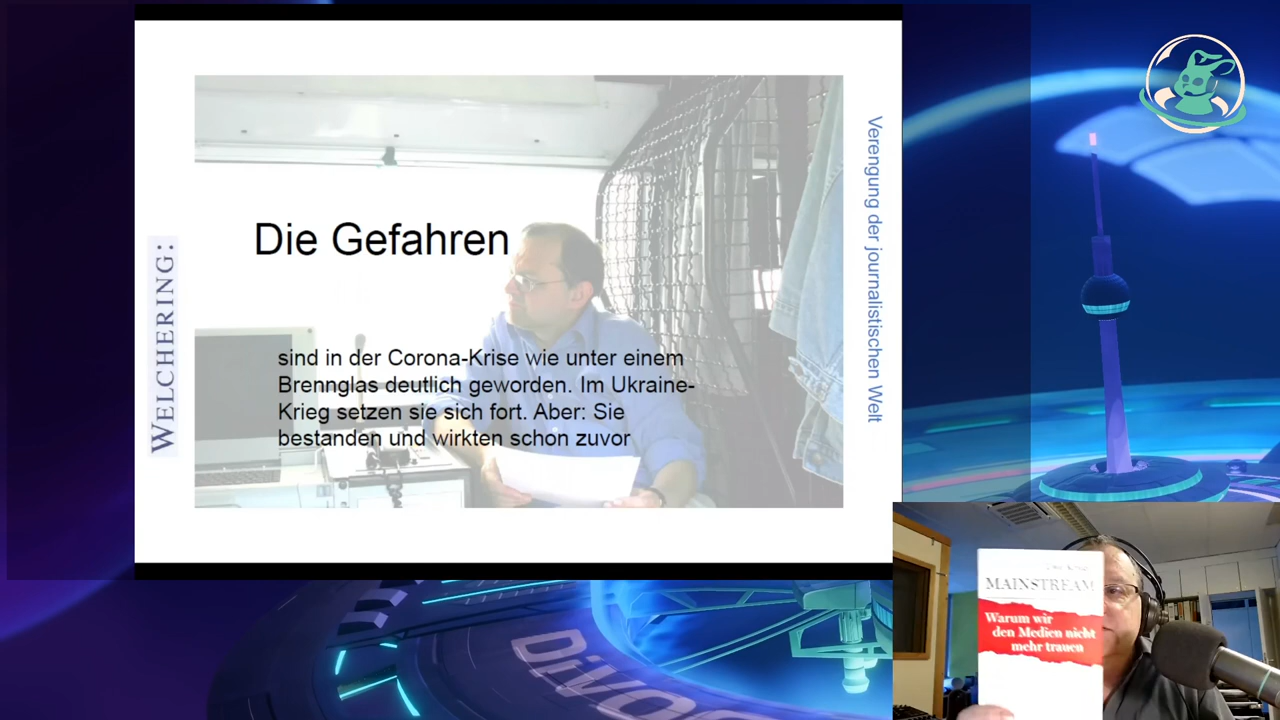 WELCHERING:
Die Gefahren
sind in der Corona-Krise wie unter einem
Brennglas deutlich geworden. Im Ukraine-
Krieg setzen sie sich fort. Aber: Sie
bestanden und wirkten schon zuvor
Verengung der journalistischen Welt
MAINSTREAM
Warum wir
den Medien nicht
mehr trauen